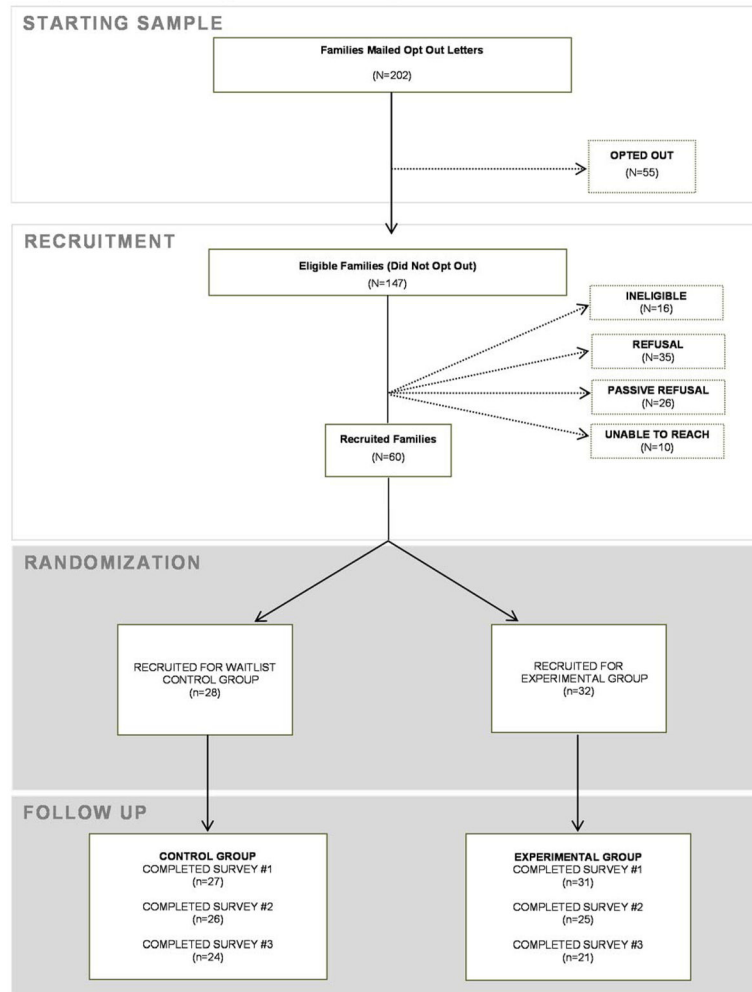 STARTING SAMPLE
Families Mailed Opt Out Letters
(N=202)
OPTED OUT
(N=55)
RECRUITMENT
Eligible Families (Did Not Opt Out)
(N=147)
INELIGIBLE
(N=16)
REFUSAL
(N=35)
PASSIVE REFUSAL
(N=26)
UNABLE TO REACH
(N=10)
Recruited Families
(N=60)
RANDOMIZATION
RECRUITED FOR WAITLIST
CONTROL GROUP
(n=28)
RECRUITED FOR
EXPERIMENTAL GROUP
(n=32)
FOLLOW UP
CONTROL GROUP
COMPLETED SURVEY #1
(n=27)
COMPLETED SURVEY #2
(n=26)
COMPLETED SURVEY #3
(n=24)
EXPERIMENTAL GROUP
COMPLETED SURVEY #1
(n=31)
COMPLETED SURVEY #2
(n=25)
COMPLETED SURVEY #3
(n=21)